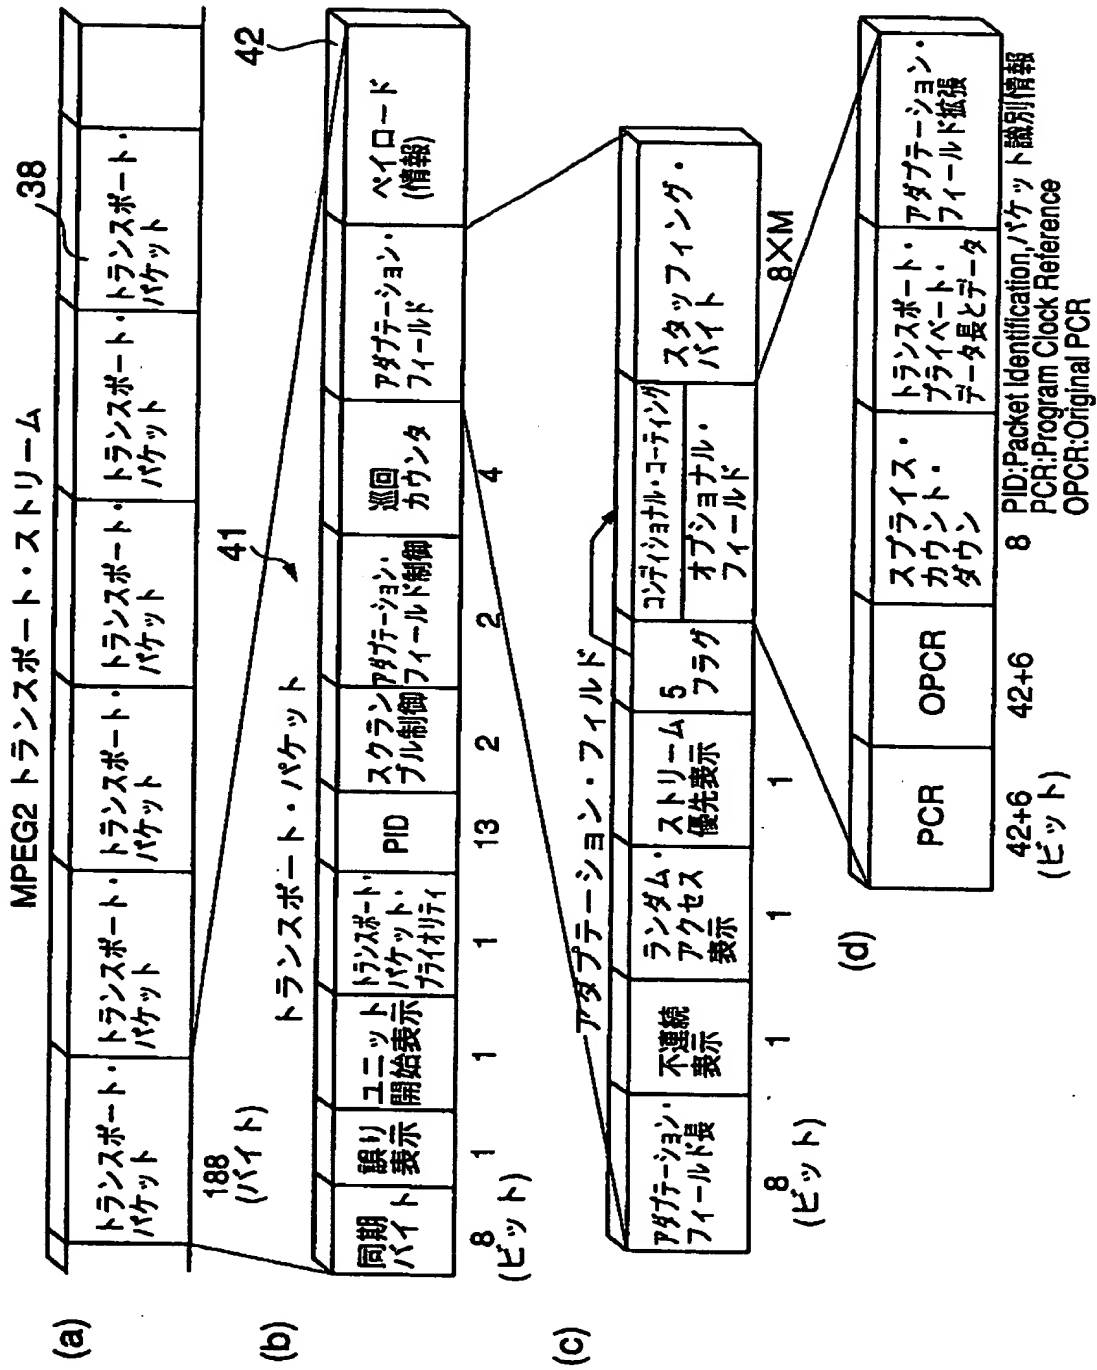 MPEG2 トランスポート・ストリーム
38
(a)
トランスポート・
パケット
トランスポート・
パケット
トランスポート・
パケット
トランスポート・
パケット
トランスポート・
パケット
トランスポート・
パケット
188
(バイト)
トランスポート・パケット
41
42
(b)
同期
バイト
誤り
表示
ユニット
開始表示
トランスポート・
パケット・
プライオリティ
PID
スクラン
ブル制御
アダプテーション・
フィールド制御
巡回
カウンタ
アダプテーション・
フィールド
ペイロード
(情報)
8
(ビット)
1
1
1
13
2
2
4
アダプテーション・フィルド
(c)
アダプテーション・
フィールド長
不連続
表示
ランダム・
アクセス
表示
ストリーム
優先表示
5
フラグ
コンディショナル・コーティング
オプショナル・
フィールド
スタッフィング・
バイト
8
(ビット)
1
1
1
8×M
(d)
PCR
OPCR
スプライス・
カウント・
ダウン
トランスポート・
プライベート・
データ長とデータ
アダプテーション・
フィールド拡張
42+6
(ビット)
42+6
8
PID:Packet Identification,パケット識別情報
PCR:Program Clock Reference
OPCR:Original PCR